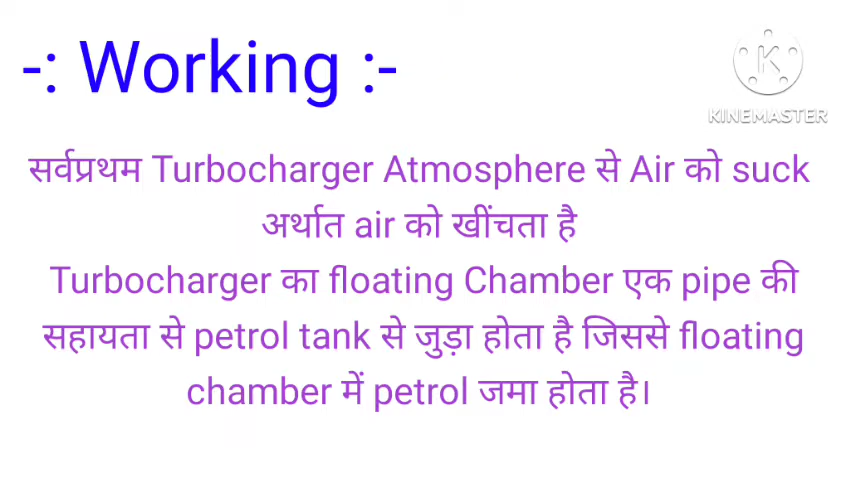 -: Working :-
KINEMASTER
सर्वप्रथम Turbocharger Atmosphere से Air को suck
अर्थात air को खींचता है
Turbocharger का floating Chamber एक pipe की
सहायता से petrol tank से जुड़ा होता है जिससे floating
chamber में petrol जमा होता है।